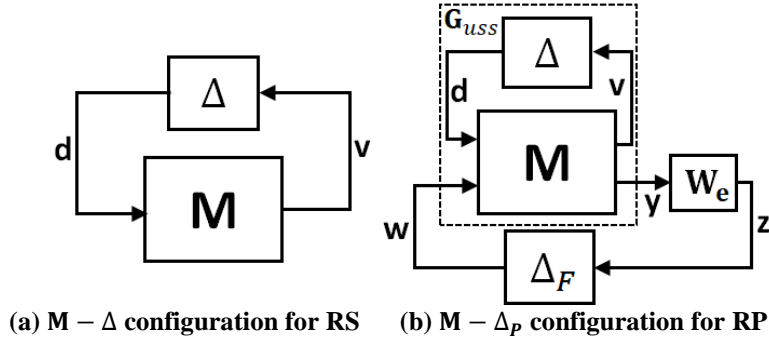 Δ
d
v
M
(a) M − Δ configuration for RS
G_uss
Δ
d
v
M
W_e
y
w
z
Δ_F
(b) M − Δ_P configuration for RP